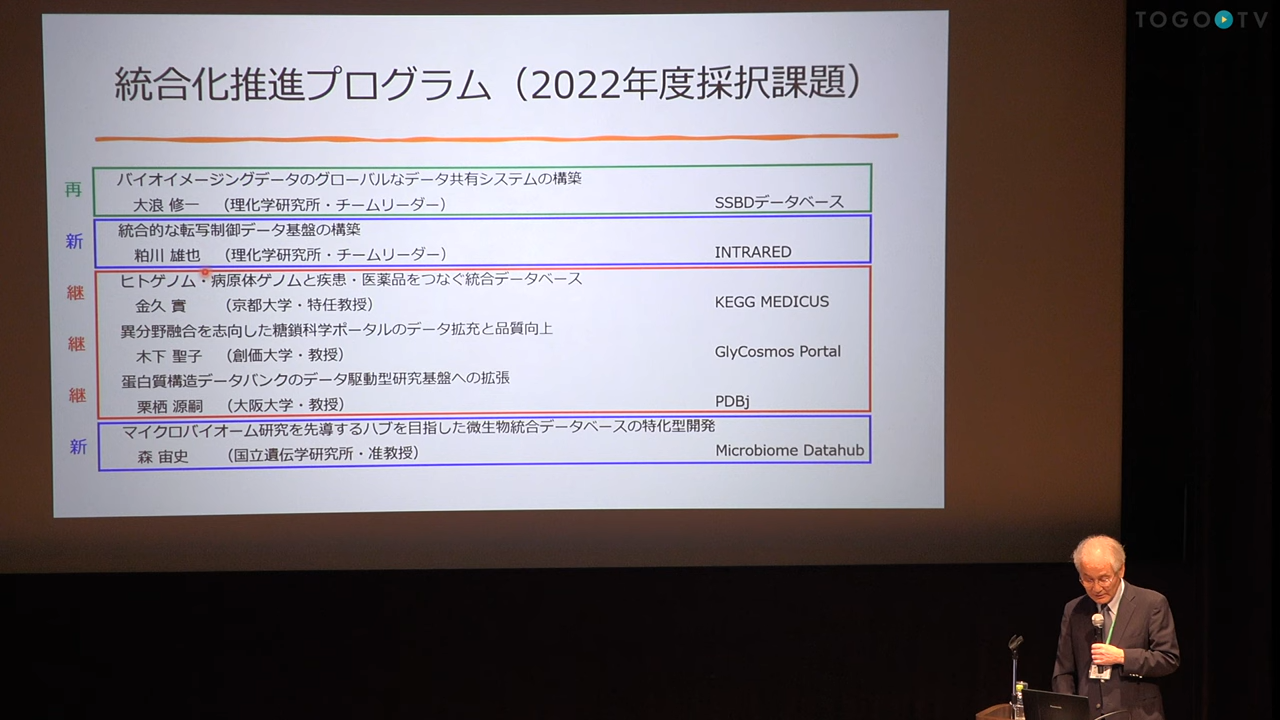 TOGO TV
統合化推進プログラム（2022年度採択課題）
再
バイオイメージングデータのグローバルなデータ共有システムの構築
大浪 修一　（理化学研究所・チームリーダー）　SSBDデータベース
新
統合的な転写制御データ基盤の構築
粕川 雄也　（理化学研究所・チームリーダー）　INTRARED
継
ヒトゲノム・病原体ゲノムと疾患・医薬品をつなぐ統合データベース
金久 實　（京都大学・特任教授）　KEGG MEDICUS
継
異分野融合を志向した糖鎖科学ポータルのデータ拡充と品質向上
木下 聖子　（創価大学・教授）　GlyCosmos Portal
継
蛋白質構造データバンクのデータ駆動型研究基盤への拡張
栗栖 源嗣　（大阪大学・教授）　PDBj
新
マイクロバイオーム研究を先導するハブを目指した微生物統合データベースの特化型開発
森 宙史　（国立遺伝学研究所・准教授）　Microbiome Datahub